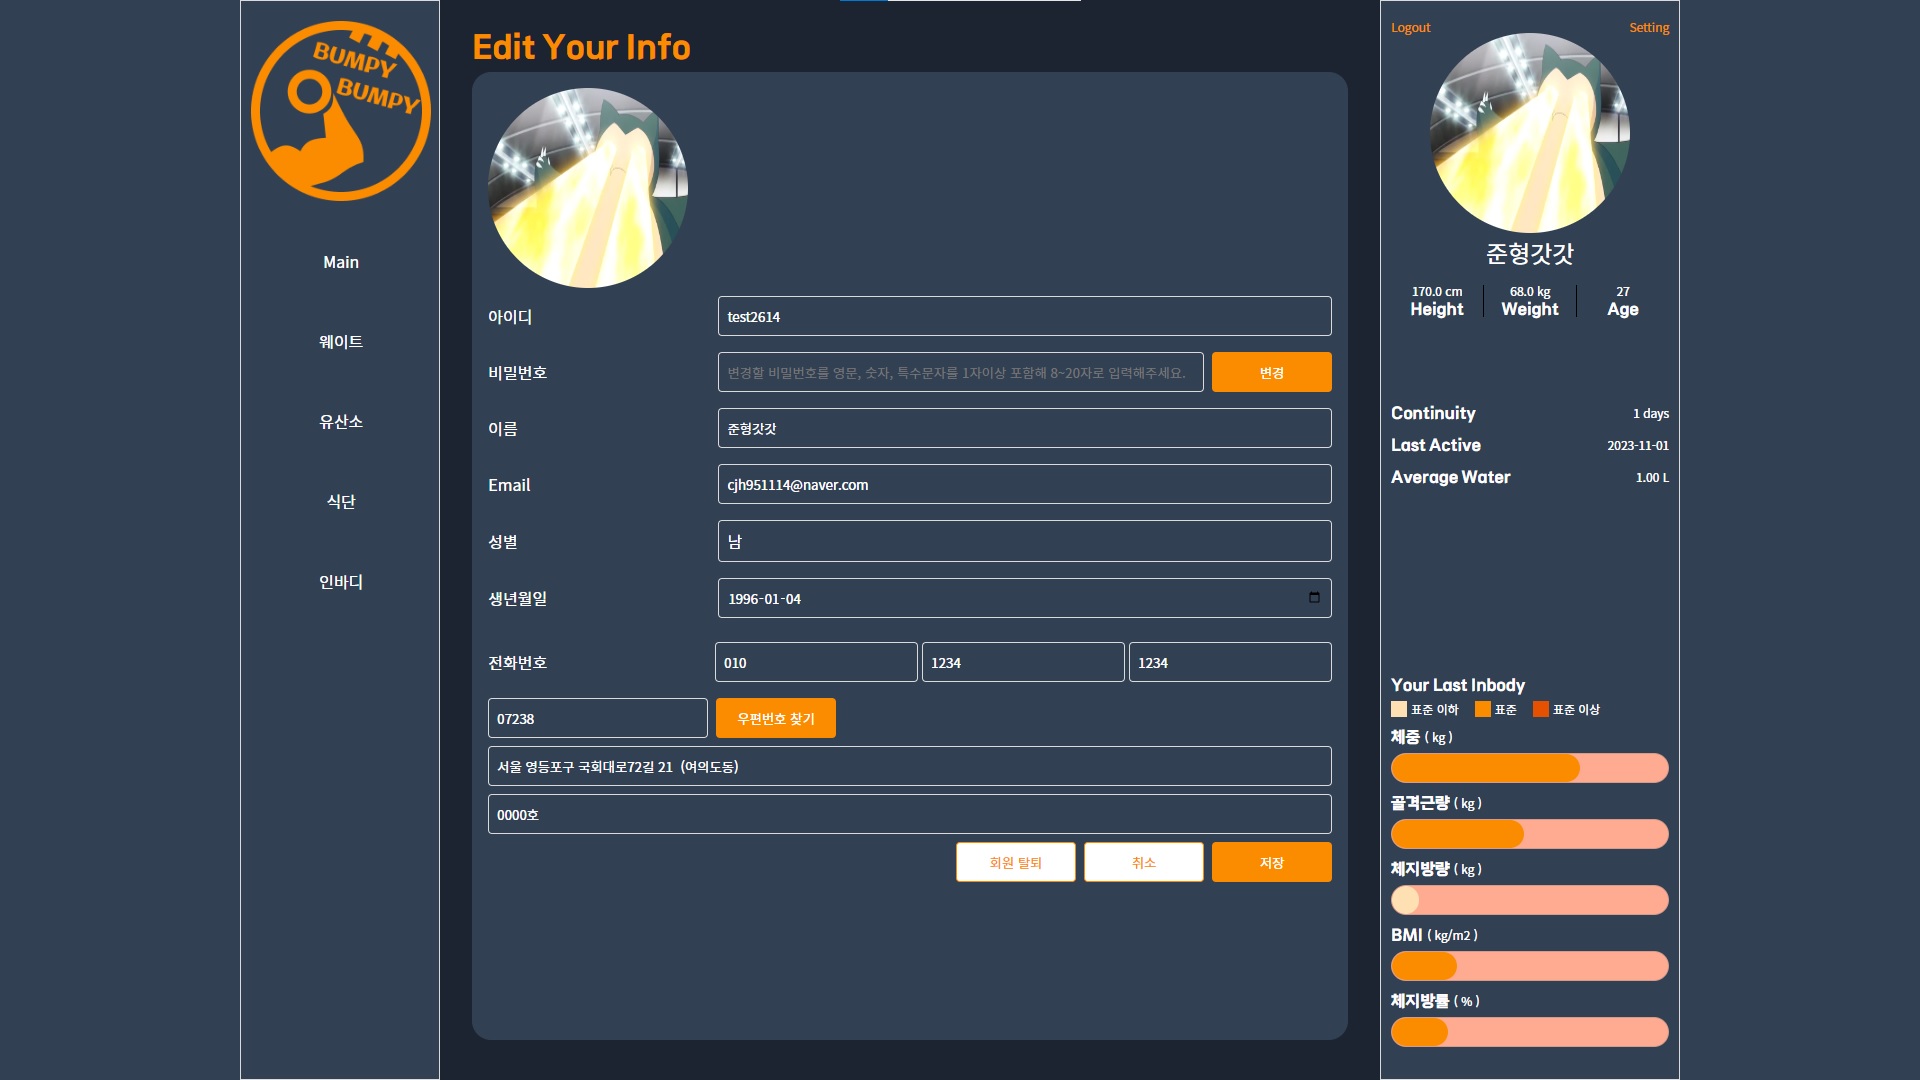 BUMPY
BUMPY
Main
웨이트
유산소
식단
인바디
Edit Your Info
아이디
test2614
비밀번호
변경할 비밀번호를 영문, 숫자, 특수문자를 1자이상 포함해 8~20자로 입력해주세요.
변경
이름
준형갓갓
Email
cjh951114@naver.com
성별
남
생년월일
1996-01-04
전화번호
010
1234
1234
07238
우편번호 찾기
서울 영등포구 국회대로72길 21 (여의도동)
0000호
회원 탈퇴
취소
저장
Logout
Setting
준형갓갓
170.0 cm
Height
68.0 kg
Weight
27
Age
Continuity
1 days
Last Active
2023-11-01
Average Water
1.00 L
Your Last Inbody
표준 이하
표준
표준 이상
체중 ( kg )
골격근량 ( kg )
체지방량 ( kg )
BMI ( kg/m2 )
체지방률 ( % )